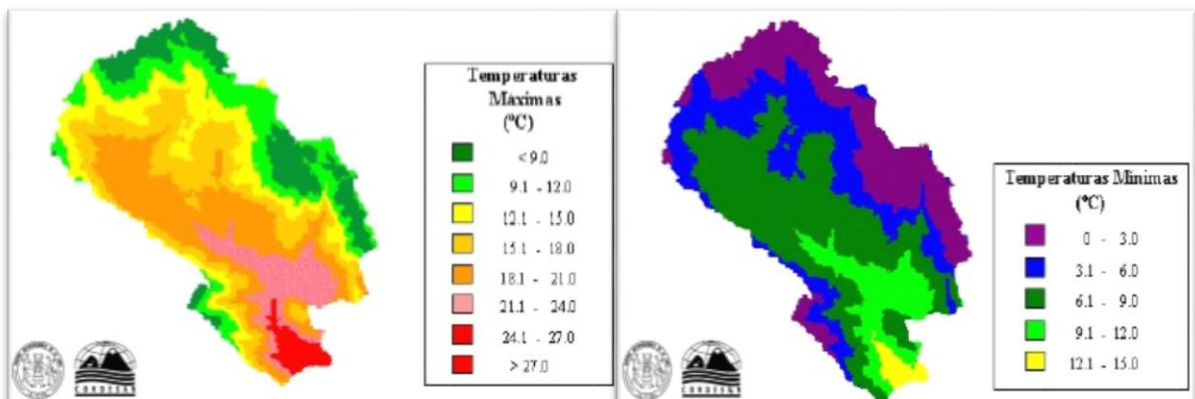 Temperaturas
Máximas
(ºC)
< 9.0
9.1 - 12.0
12.1 - 15.0
15.1 - 18.0
18.1 - 21.0
21.1 - 24.0
24.1 - 27.0
> 27.0
CORDESAN
Temperaturas Mínimas
(ºC)
0 - 3.0
3.1 - 6.0
6.1 - 9.0
9.1 - 12.0
12.1 - 15.0
CORDESAN